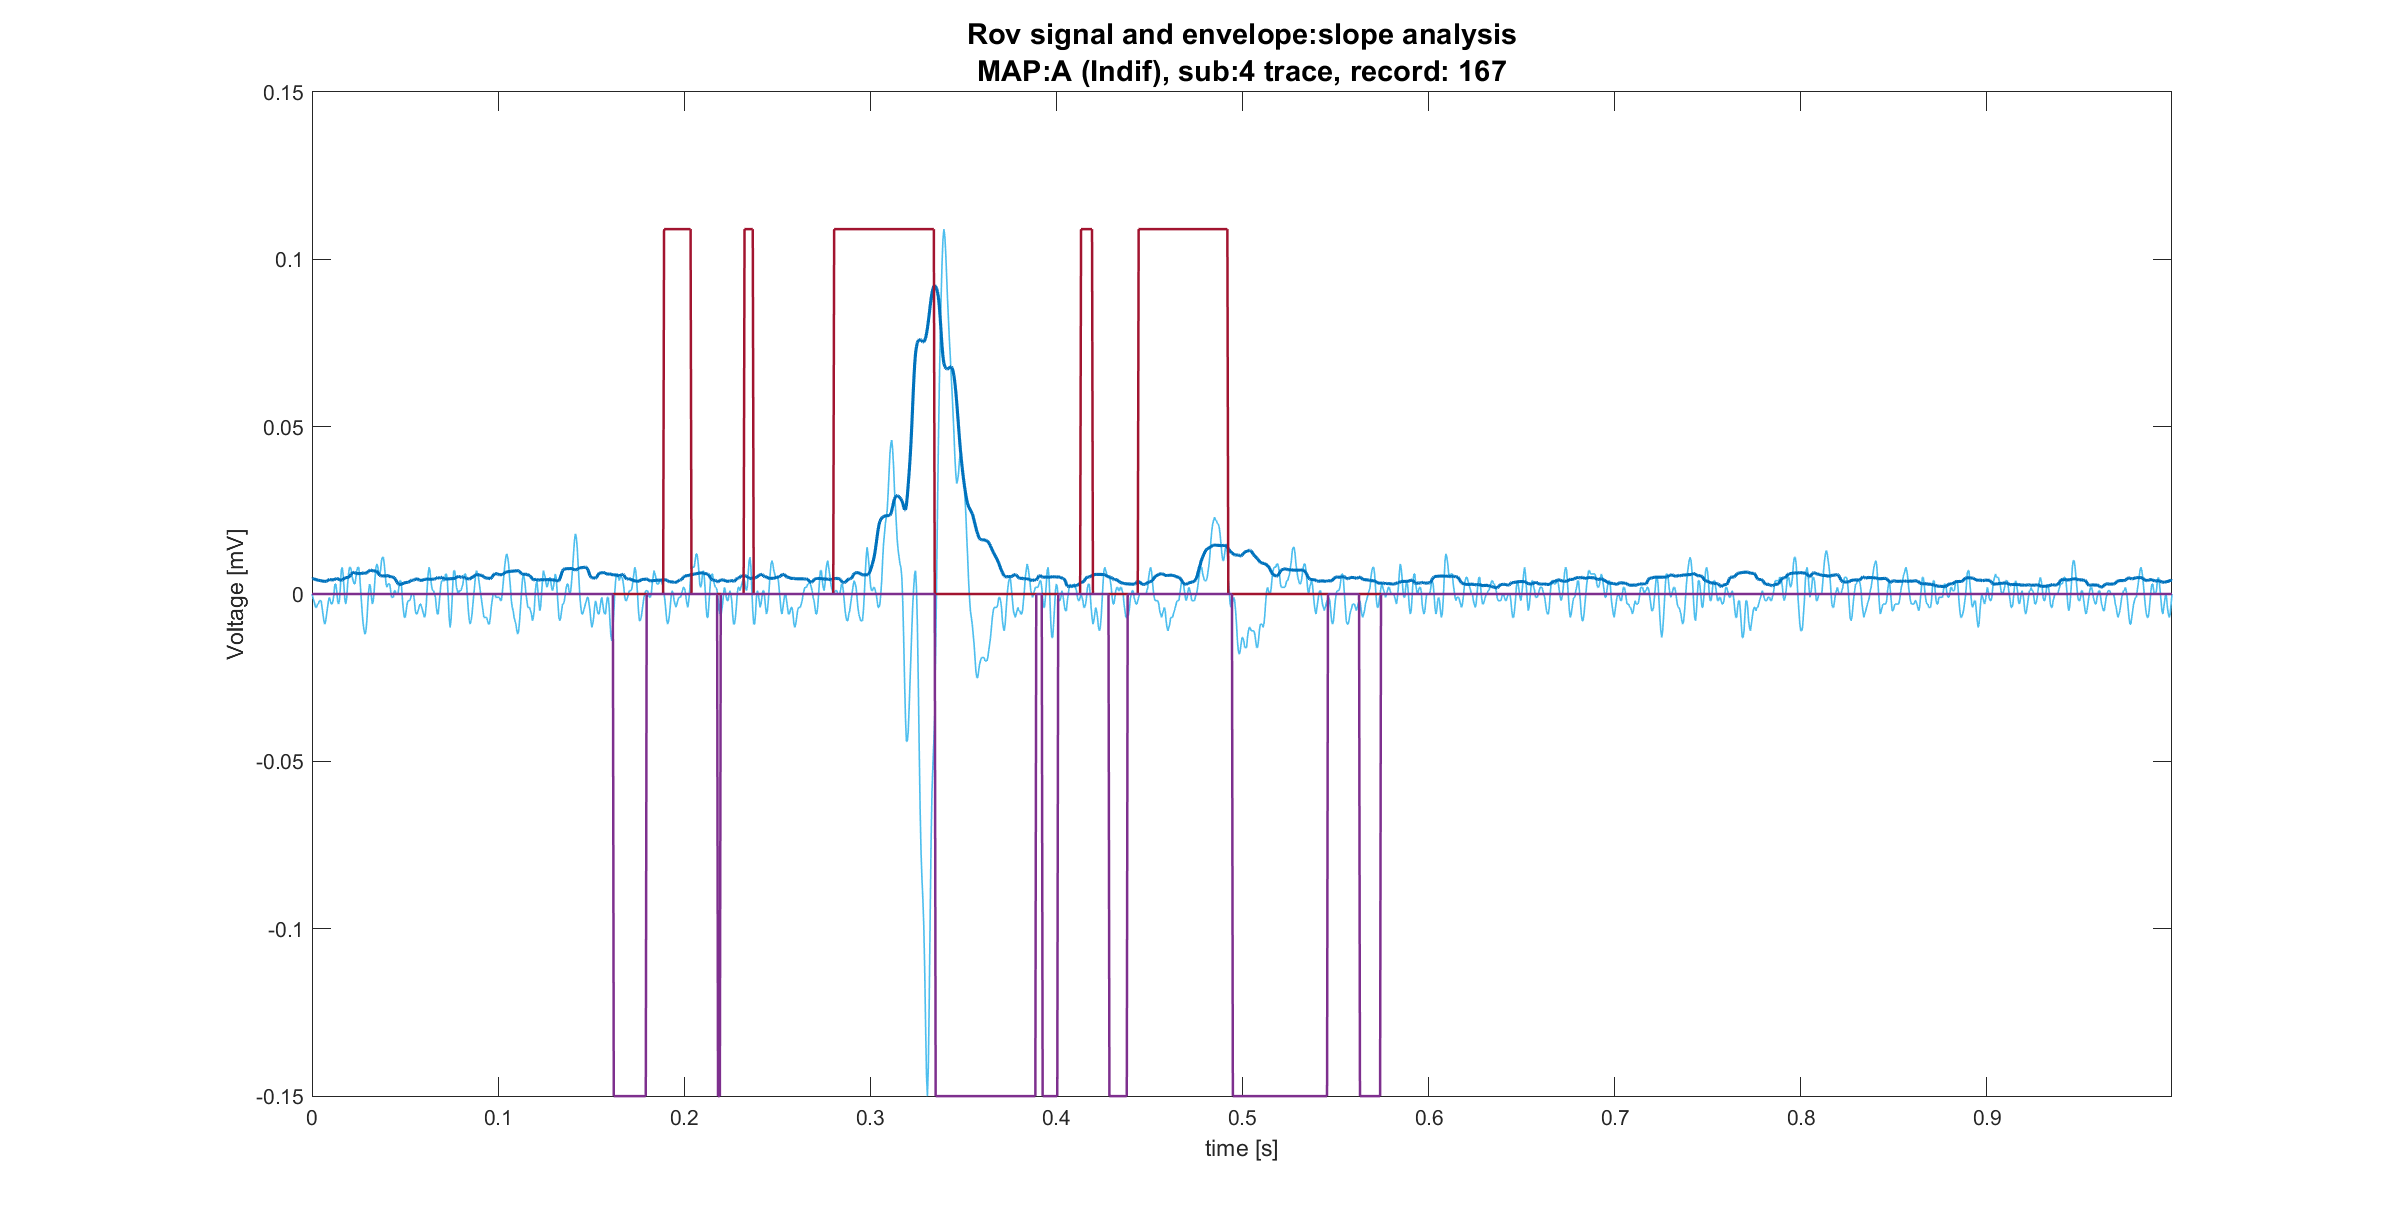 Rov signal and envelope:slope analysis
MAP:A (Indif), sub:4 trace, record: 167
0.15
0.1
0.05
0
-0.05
-0.1
-0.15
Voltage [mV]
0 0.1 0.2 0.3 0.4 0.5 0.6 0.7 0.8 0.9
time [s]